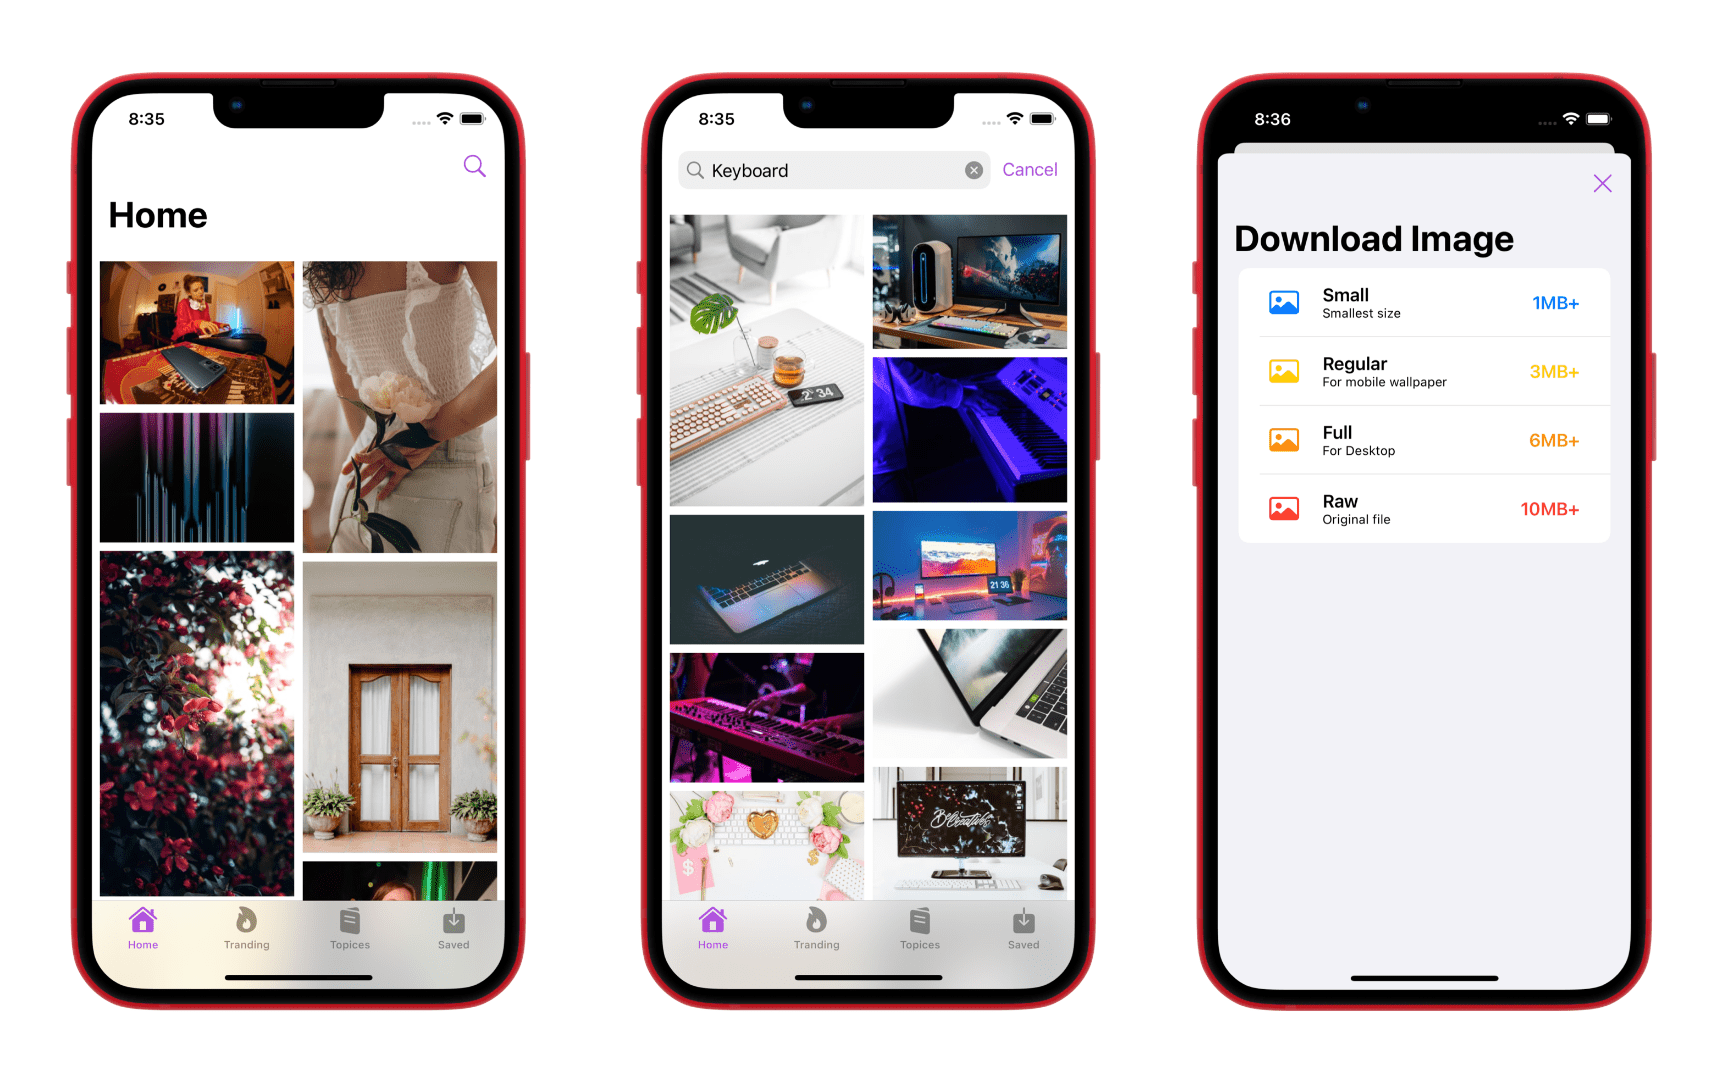 8:35
Home
Home
Tranding
Topices
Saved
8:35
Keyboard
Cancel
2:34
21 36
Be Creative
$
$
Home
Tranding
Topices
Saved
8:36
Download Image
Small
Smallest size
1MB+
Regular
For mobile wallpaper
3MB+
Full
For Desktop
6MB+
Raw
Original file
10MB+